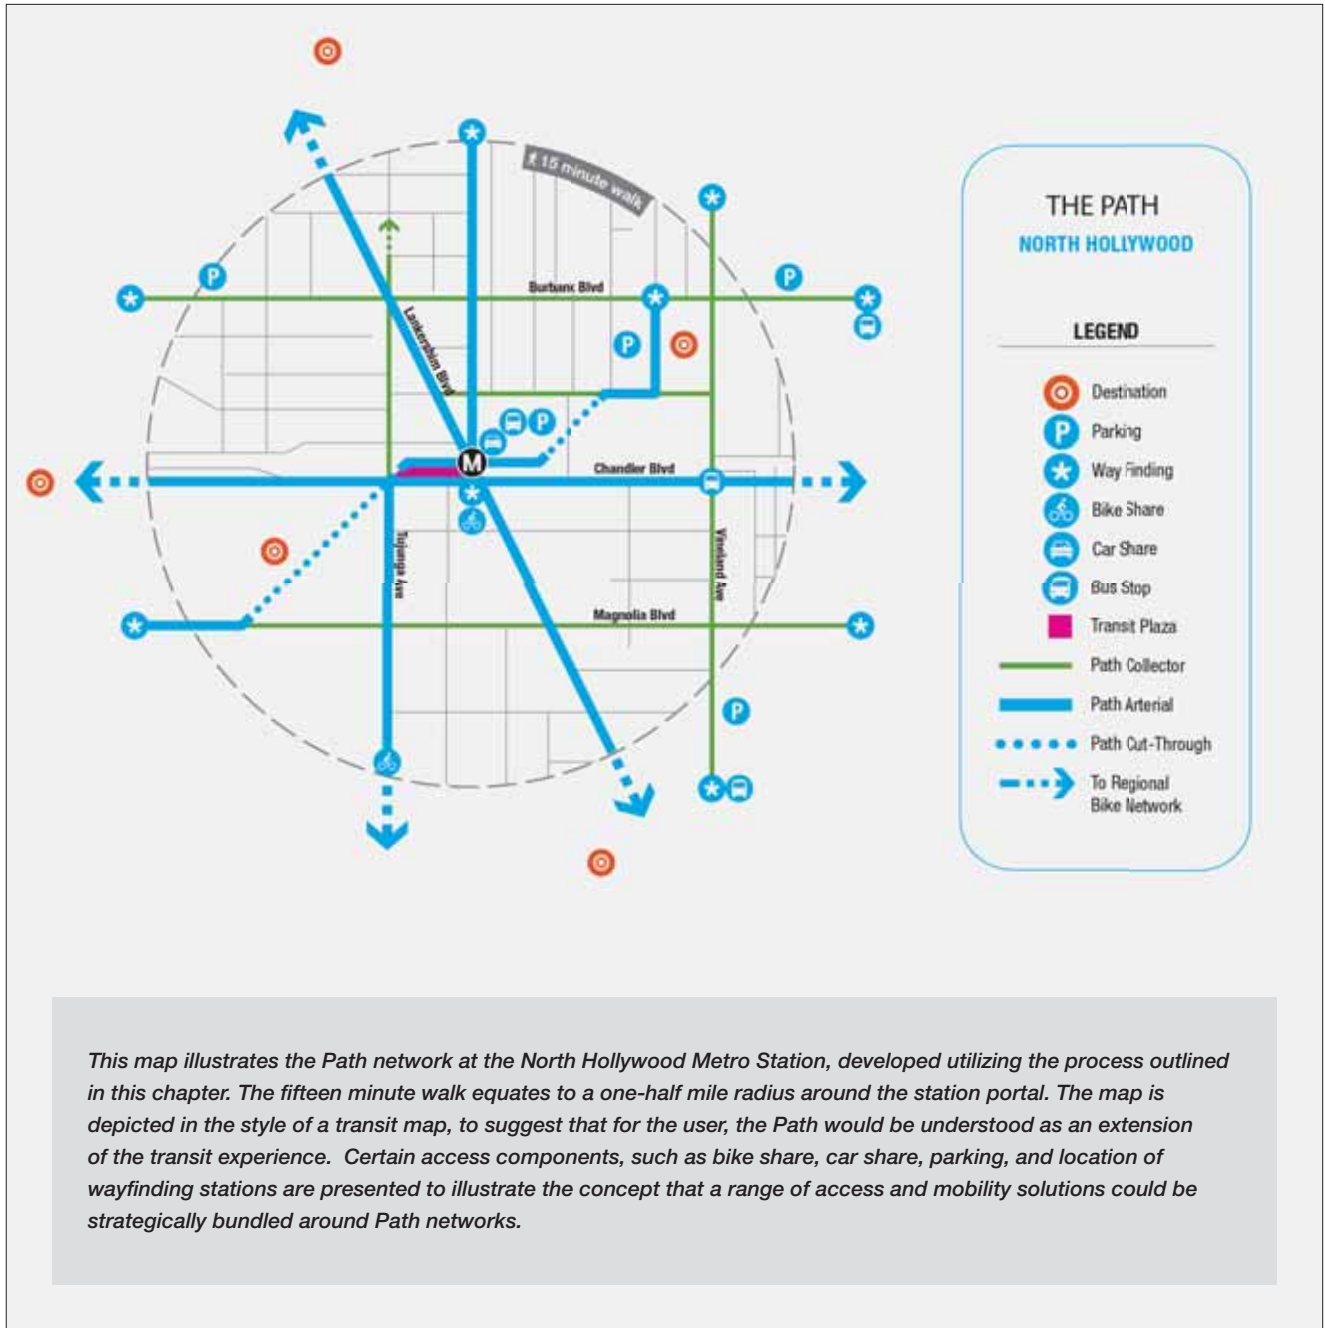 15 minute walk
P
P
Burbank Blvd
Lankershim Blvd
P
P
M
Chandler Blvd
Tujunga Ave
Vineland Ave
Magnolia Blvd
P
THE PATH
NORTH HOLLYWOOD
LEGEND
Destination
P Parking
Way Finding
Bike Share
Car Share
Bus Stop
Transit Plaza
Path Collector
Path Arterial
Path Cut-Through
To Regional
Bike Network
This map illustrates the Path network at the North Hollywood Metro Station, developed utilizing the process outlined
in this chapter. The fifteen minute walk equates to a one-half mile radius around the station portal. The map is
depicted in the style of a transit map, to suggest that for the user, the Path would be understood as an extension
of the transit experience.  Certain access components, such as bike share, car share, parking, and location of
wayfinding stations are presented to illustrate the concept that a range of access and mobility solutions could be
strategically bundled around Path networks.